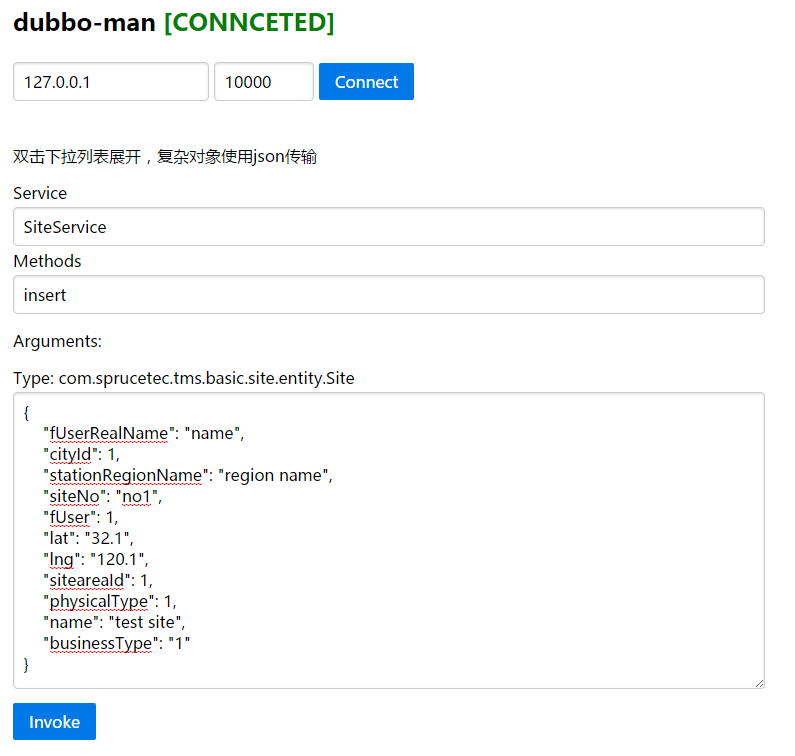 dubbo-man [CONNCETED]
127.0.0.1 10000 Connect
双击下拉列表展开，复杂对象使用json传输
Service
SiteService
Methods
insert
Arguments:
Type: com.sprucetec.tms.basic.site.entity.Site
{
"fUserRealName": "name",
"cityId": 1,
"stationRegionName": "region name",
"siteNo": "no1",
"fUser": 1,
"lat": "32.1",
"lng": "120.1",
"siteareaId": 1,
"physicalType": 1,
"name": "test site",
"businessType": "1"
}
Invoke